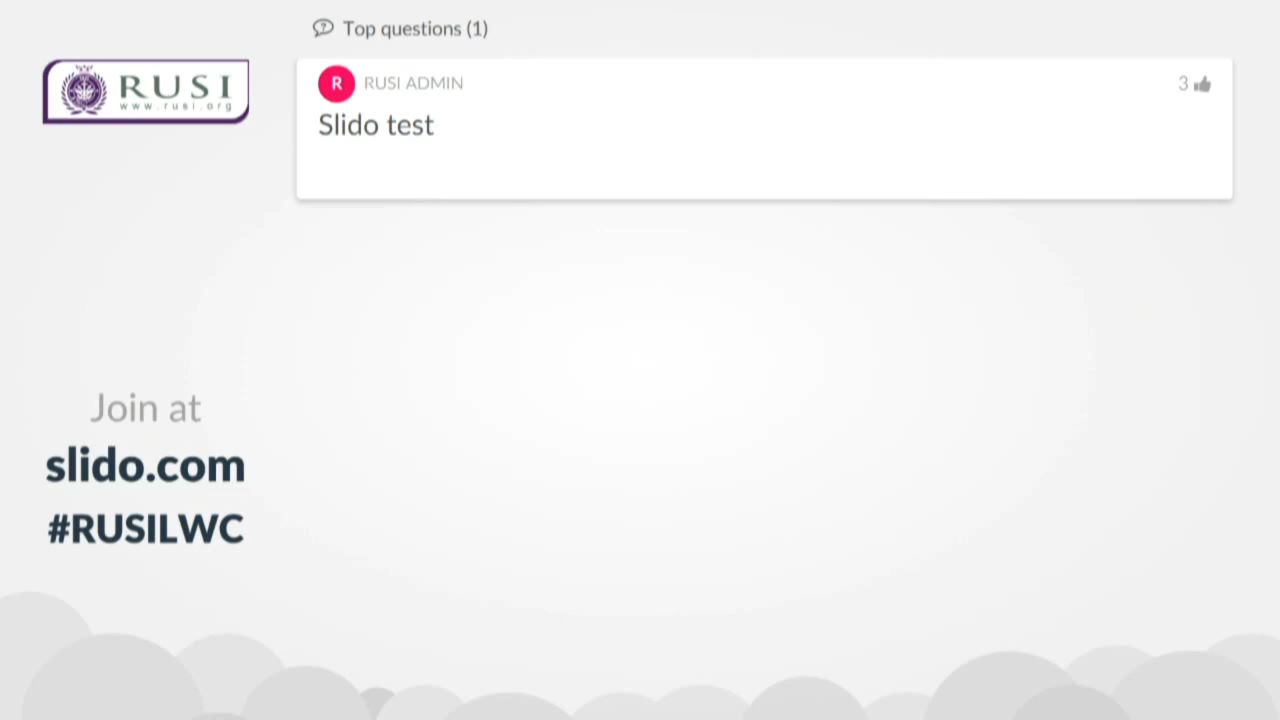 Top questions (1)
RUSI
www.rusi.org
R RUSI ADMIN 3
Slido test
Join at
slido.com
#RUSILWC